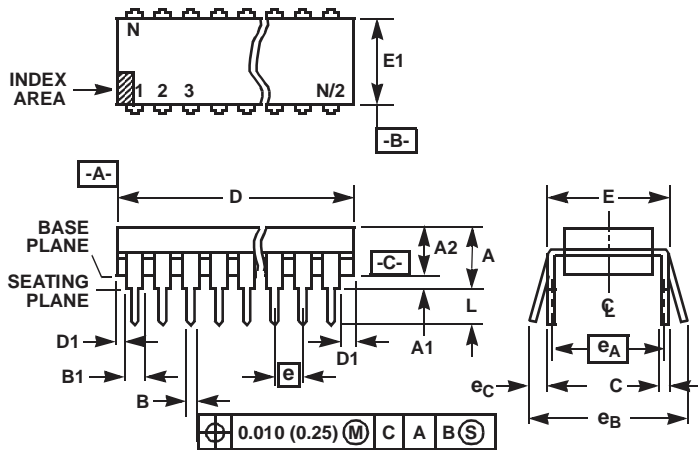 N
E1
INDEX
AREA
1 2 3 N/2
-B-
-A-
D
E
BASE
PLANE
A2
A
-C-
SEATING
PLANE
L
C
L
D1
A1
D1
eA
B1
e
eC
C
B
eB
0.010 (0.25) M C A B S